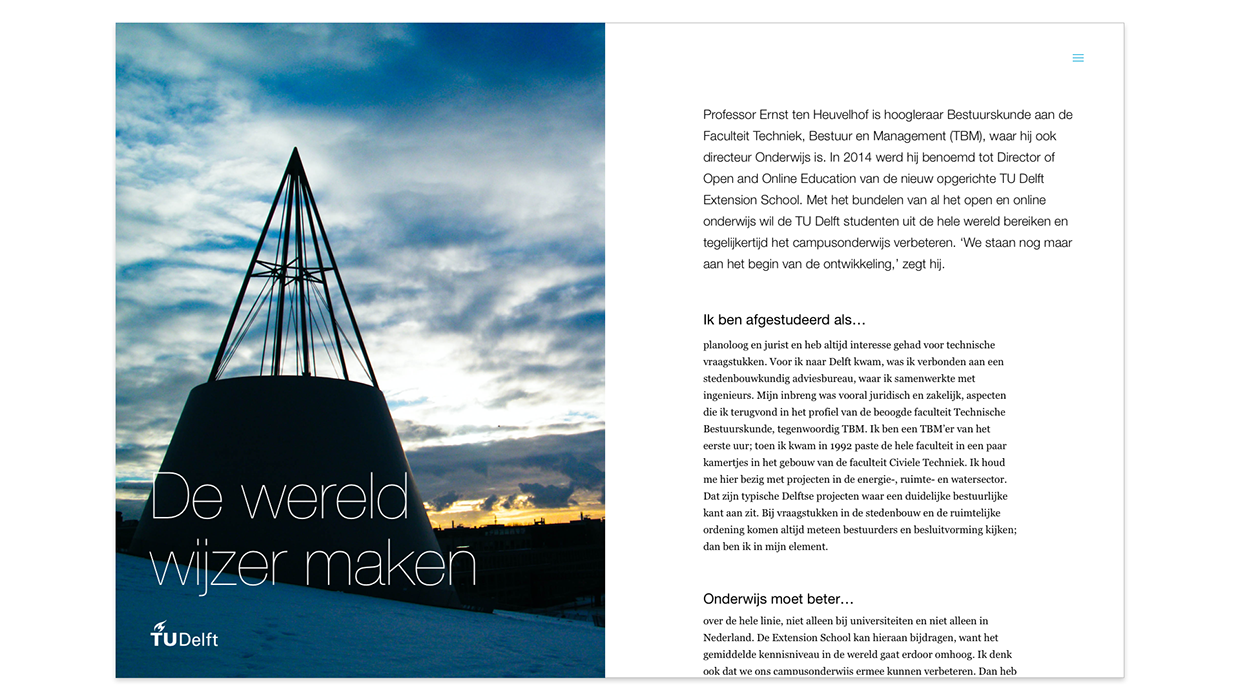 De wereld
wijzer maken
TUDelft
Professor Ernst ten Heuvelhof is hoogleraar Bestuurskunde aan de
Faculteit Techniek, Bestuur en Management (TBM), waar hij ook
directeur Onderwijs is. In 2014 werd hij benoemd tot Director of
Open and Online Education van de nieuw opgerichte TU Delft
Extension School. Met het bundelen van al het open en online
onderwijs wil de TU Delft studenten uit de hele wereld bereiken en
tegelijkertijd het campusonderwijs verbeteren. ‘We staan nog maar
aan het begin van de ontwikkeling,’ zegt hij.
Ik ben afgestudeerd als…
planoloog en jurist en heb altijd interesse gehad voor technische
vraagstukken. Voor ik naar Delft kwam, was ik verbonden aan een
stedenbouwkundig adviesbureau, waar ik samenwerkte met
ingenieurs. Mijn inbreng was vooral juridisch en zakelijk, aspecten
die ik terugvond in het profiel van de beoogde faculteit Technische
Bestuurskunde, tegenwoordig TBM. Ik ben een TBM’er van het
eerste uur; toen ik kwam in 1992 paste de hele faculteit in een paar
kamertjes in het gebouw van de faculteit Civiele Techniek. Ik houd
me hier bezig met projecten in de energie-, ruimte- en watersector.
Dat zijn typische Delftse projecten waar een duidelijke bestuurlijke
kant aan zit. Bij vraagstukken in de stedenbouw en de ruimtelijke
ordening komen altijd meteen bestuurders en besluitvorming kijken;
dan ben ik in mijn element.
Onderwijs moet beter…
over de hele linie, niet alleen bij universiteiten en niet alleen in
Nederland. De Extension School kan hieraan bijdragen, want het
gemiddelde kennisniveau in de wereld gaat erdoor omhoog. Ik denk
ook dat we ons campusonderwijs ermee kunnen verbeteren. Dan heb